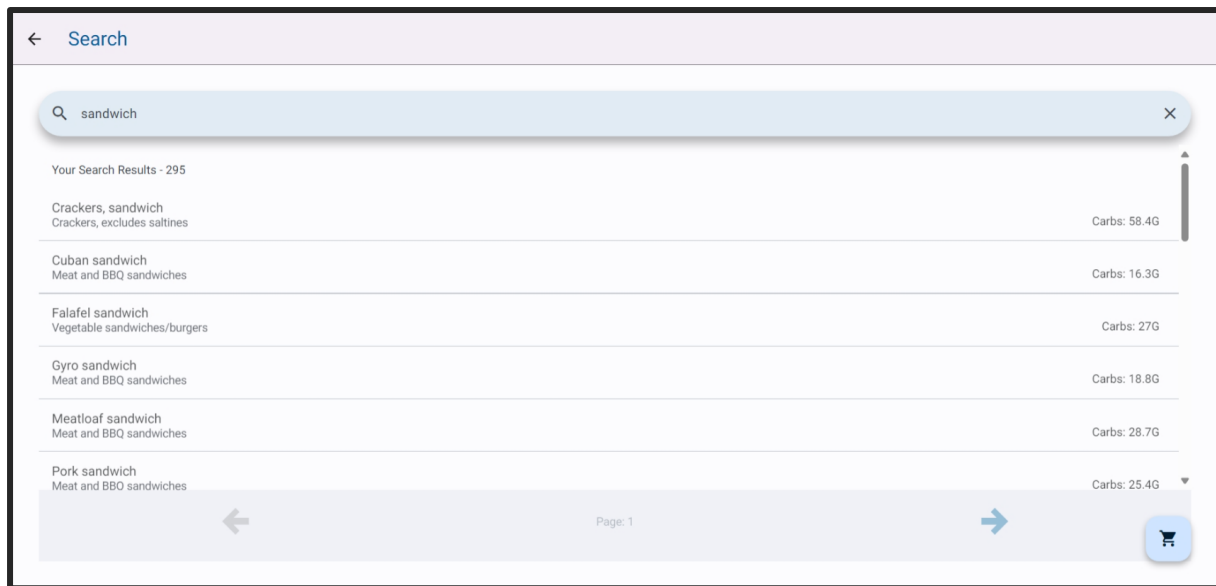 Search
sandwich
Your Search Results - 295
Crackers, sandwich
Crackers, excludes saltines
Carbs: 58.4G
Cuban sandwich
Meat and BBQ sandwiches
Carbs: 16.3G
Falafel sandwich
Vegetable sandwiches/burgers
Carbs: 27G
Gyro sandwich
Meat and BBQ sandwiches
Carbs: 18.8G
Meatloaf sandwich
Meat and BBQ sandwiches
Carbs: 28.7G
Pork sandwich
Meat and BBQ sandwiches
Carbs: 25.4G
Page: 1